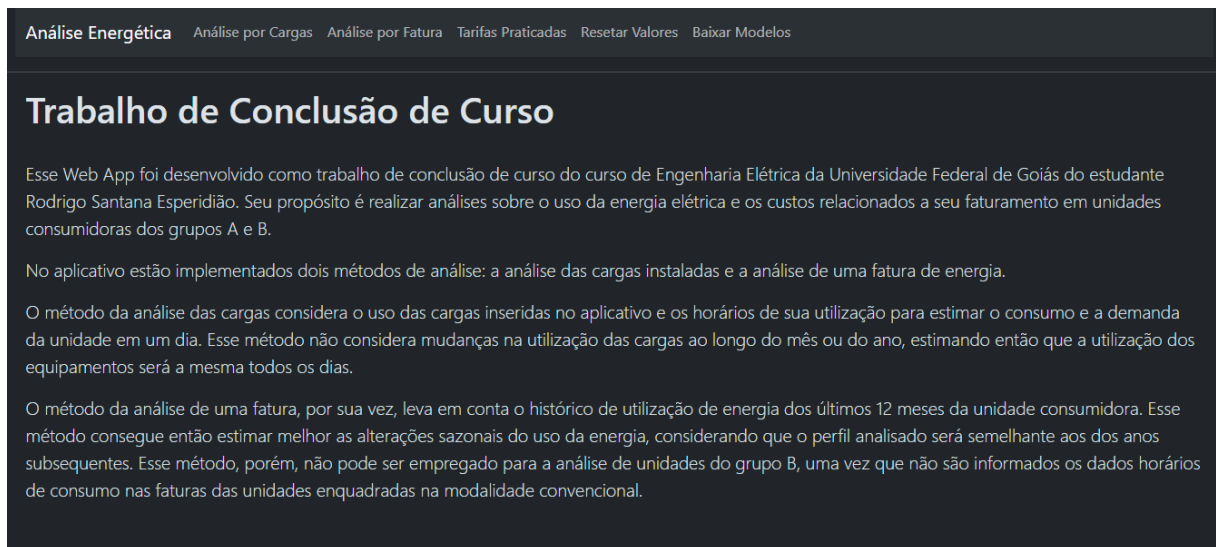 Análise Energética Análise por Cargas Análise por Fatura Tarifas Praticadas Resetar Valores Baixar Modelos
Trabalho de Conclusão de Curso
Esse Web App foi desenvolvido como trabalho de conclusão de curso do curso de Engenharia Elétrica da Universidade Federal de Goiás do estudante
Rodrigo Santana Esperidião. Seu propósito é realizar análises sobre o uso da energia elétrica e os custos relacionados a seu faturamento em unidades
consumidoras dos grupos A e B.
No aplicativo estão implementados dois métodos de análise: a análise das cargas instaladas e a análise de uma fatura de energia.
O método da análise das cargas considera o uso das cargas inseridas no aplicativo e os horários de sua utilização para estimar o consumo e a demanda
da unidade em um dia. Esse método não considera mudanças na utilização das cargas ao longo do mês ou do ano, estimando então que a utilização dos
equipamentos será a mesma todos os dias.
O método da análise de uma fatura, por sua vez, leva em conta o histórico de utilização de energia dos últimos 12 meses da unidade consumidora. Esse
método consegue então estimar melhor as alterações sazonais do uso da energia, considerando que o perfil analisado será semelhante aos dos anos
subsequentes. Esse método, porém, não pode ser empregado para a análise de unidades do grupo B, uma vez que não são informados os dados horários
de consumo nas faturas das unidades enquadradas na modalidade convencional.